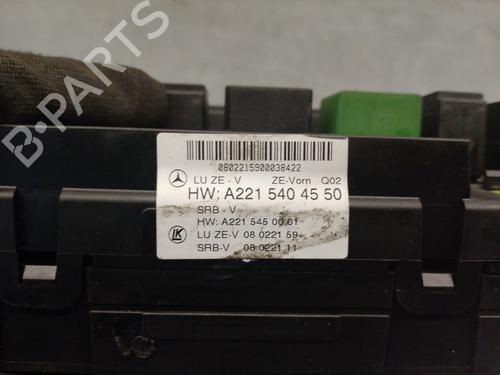 B-PARTS
0802215900038422
LU ZE - V ZE-Vorn Q02
HW: A221 540 45 50
SRB - V
HW: A221 545 00 01
LU ZE-V 08 0221 59
SRB-V 08 0221 11
LK